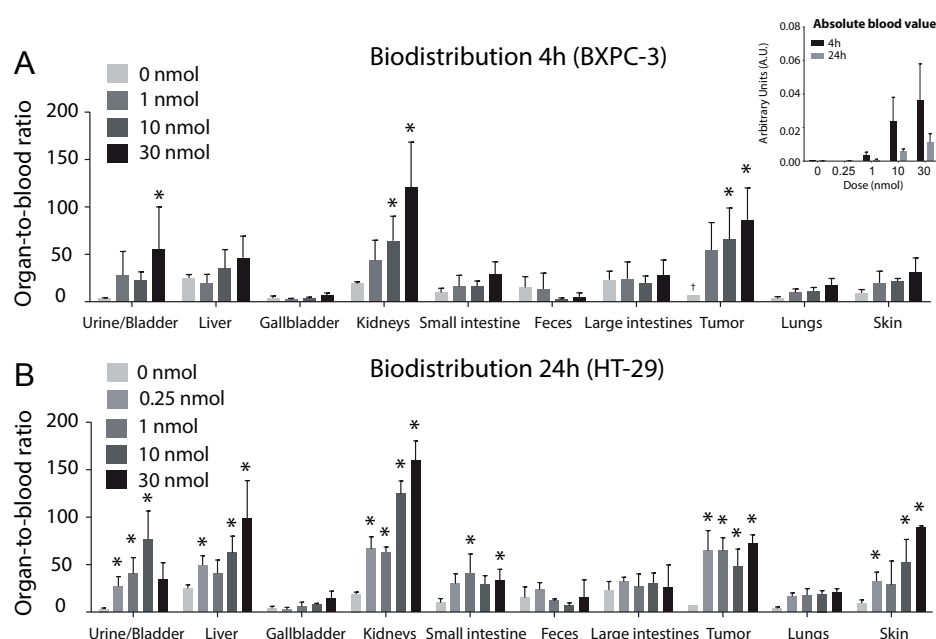 A
Biodistribution 4h (BXPC-3)
0 nmol
1 nmol
10 nmol
30 nmol
Organ-to-blood ratio
200
150
100
50
0
* * * * *
†
Urine/Bladder Liver Gallbladder Kidneys Small intestine Feces Large intestines Tumor Lungs Skin
Absolute blood value
4h
24h
Arbitrary Units (A.U.)
0.08
0.06
0.04
0.02
0.00
0 0.25 1 10 30
Dose (nmol)
B
Biodistribution 24h (HT-29)
0 nmol
0.25 nmol
1 nmol
10 nmol
30 nmol
Organ-to-blood ratio
200
150
100
50
0
* * * * * * * * * * * * * * * * * * *
Urine/Bladder Liver Gallbladder Kidneys Small intestine Feces Large intestines Tumor Lungs Skin